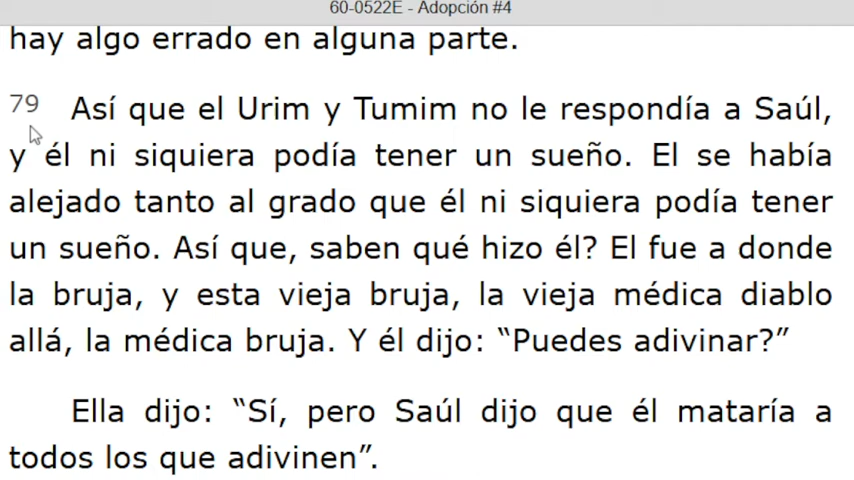 60-0522E - Adopción #4
hay algo errado en alguna parte.
79 Así que el Urim y Tumim no le respondía a Saúl,
y él ni siquiera podía tener un sueño. El se había
alejado tanto al grado que él ni siquiera podía tener
un sueño. Así que, saben qué hizo él? El fue a donde
la bruja, y esta vieja bruja, la vieja médica diablo
allá, la médica bruja. Y él dijo: “Puedes adivinar?”
Ella dijo: “Sí, pero Saúl dijo que él mataría a
todos los que adivinen”.